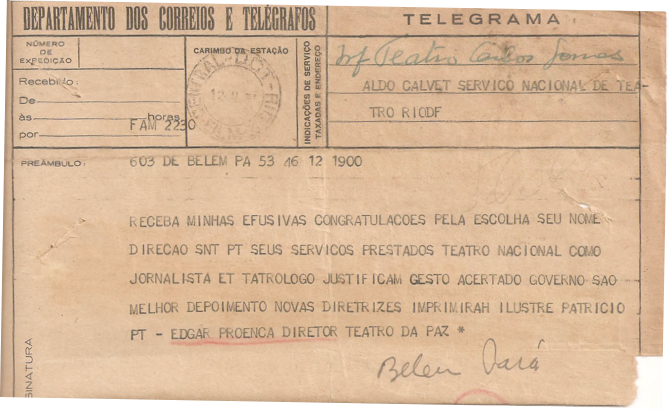 DEPARTAMENTO DOS CORREIOS E TELÉGRAFOS
TELEGRAMA
NÚMERO
DE
EXPEDIÇÃO
Recebido:
De
às horas
por
FAM 2230
CARIMBO DA ESTAÇÃO
INDICAÇÕES DE SERVIÇO
TAXADAS E ENDEREÇO
Teatro Carlos Gomes
ALDO CALVET SERVICO NACIONAL DE TEA-
TRO RIODF
PREÂMBULO:
603 DE BELEM PA 53 16 12 1900
RECEBA MINHAS EFUSIVAS CONGRATULACOES PELA ESCOLHA SEU NOME
DIRECAO SNT PT SEUS SERVICOS PRESTADOS TEATRO NACIONAL COMO
JORNALISTA ET TATROLOGO JUSTIFICAM GESTO ACERTADO GOVERNO SAO
MELHOR DEPOIMENTO NOVAS DIRETRIZES IMPRIMIRAH ILUSTRE PATRICIO
PT - EDGAR PROENCA DIRETOR TEATRO DA PAZ *
Belem Pará
SINATURA